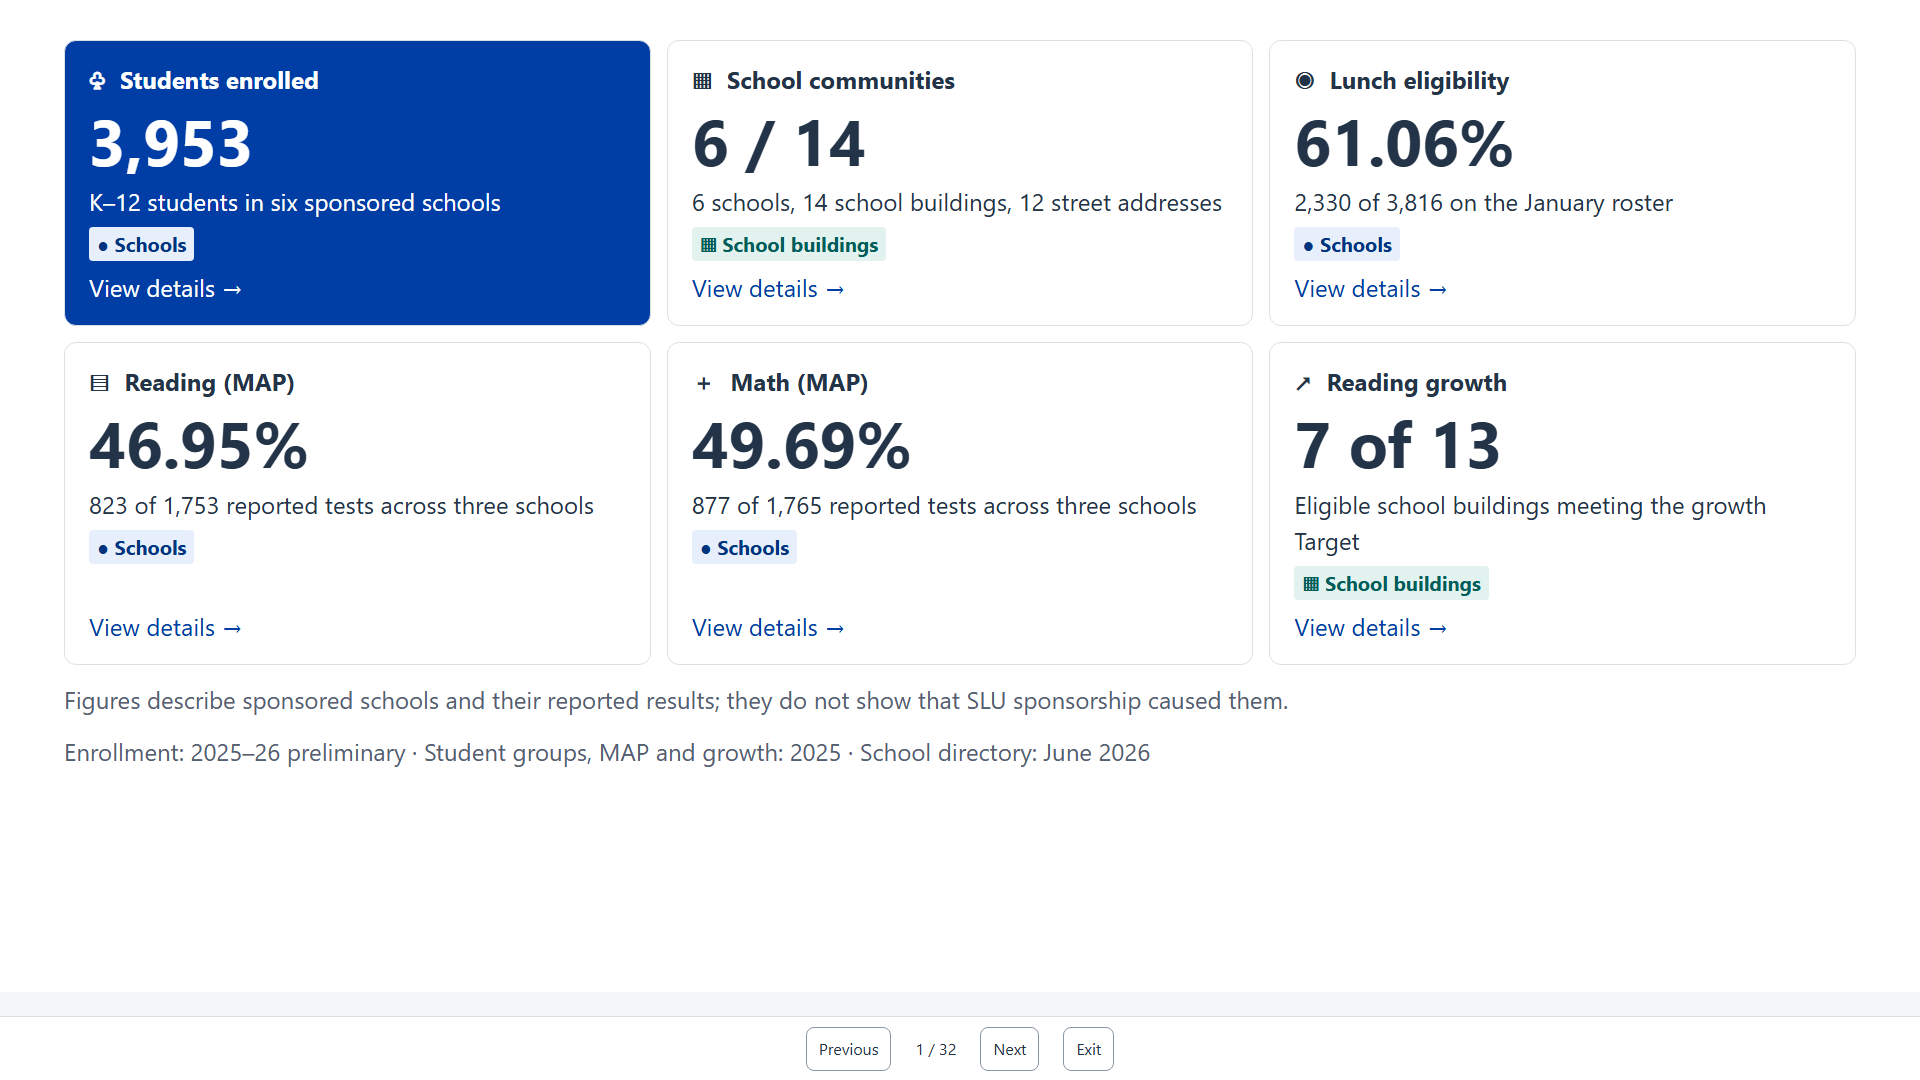 Students enrolled
3,953
K–12 students in six sponsored schools
● Schools
View details →
▦ School communities
6 / 14
6 schools, 14 school buildings, 12 street addresses
▦ School buildings
View details →
◉ Lunch eligibility
61.06%
2,330 of 3,816 on the January roster
● Schools
View details →
▤ Reading (MAP)
46.95%
823 of 1,753 reported tests across three schools
● Schools
View details →
+ Math (MAP)
49.69%
877 of 1,765 reported tests across three schools
● Schools
View details →
↗ Reading growth
7 of 13
Eligible school buildings meeting the growth
Target
▦ School buildings
View details →
Figures describe sponsored schools and their reported results; they do not show that SLU sponsorship caused them.
Enrollment: 2025–26 preliminary · Student groups, MAP and growth: 2025 · School directory: June 2026
Previous 1 / 32 Next Exit